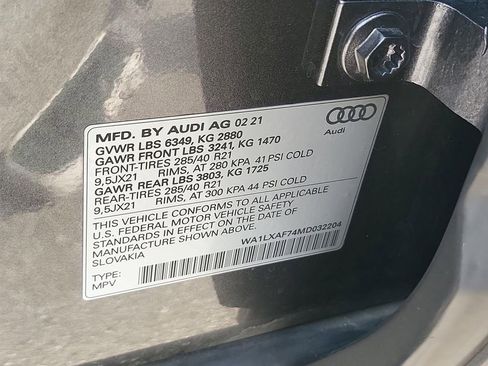 MFD. BY AUDI AG 02 21
GVWR LBS 6349, KG 2880
GAWR FRONT LBS 3241, KG 1470
FRONT-TIRES 285/40 R21
9,5JX21 RIMS, AT 280 KPA 41 PSI COLD
GAWR REAR LBS 3803, KG 1725
REAR-TIRES 285/40 R21
9,5JX21 RIMS, AT 300 KPA 44 PSI COLD
THIS VEHICLE CONFORMS TO ALL APPLICABLE
U.S. FEDERAL MOTOR VEHICLE SAFETY
STANDARDS IN EFFECT ON THE DATE OF
MANUFACTURE SHOWN ABOVE.
SLOVAKIA
WA1LXAF74MD032204
TYPE:
MPV
Audi